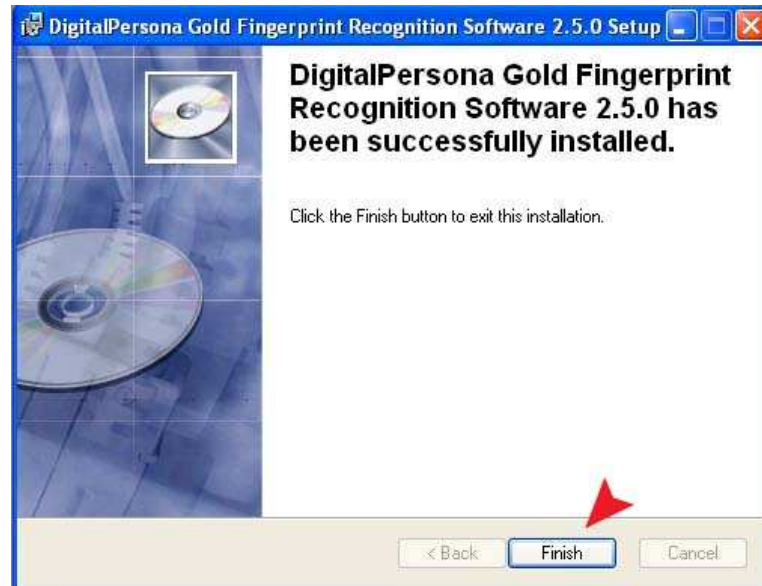 DigitalPersona Gold Fingerprint Recognition Software 2.5.0 Setup
DigitalPersona Gold Fingerprint
Recognition Software 2.5.0 has
been successfully installed.
Click the Finish button to exit this installation.
< Back
Finish
Cancel